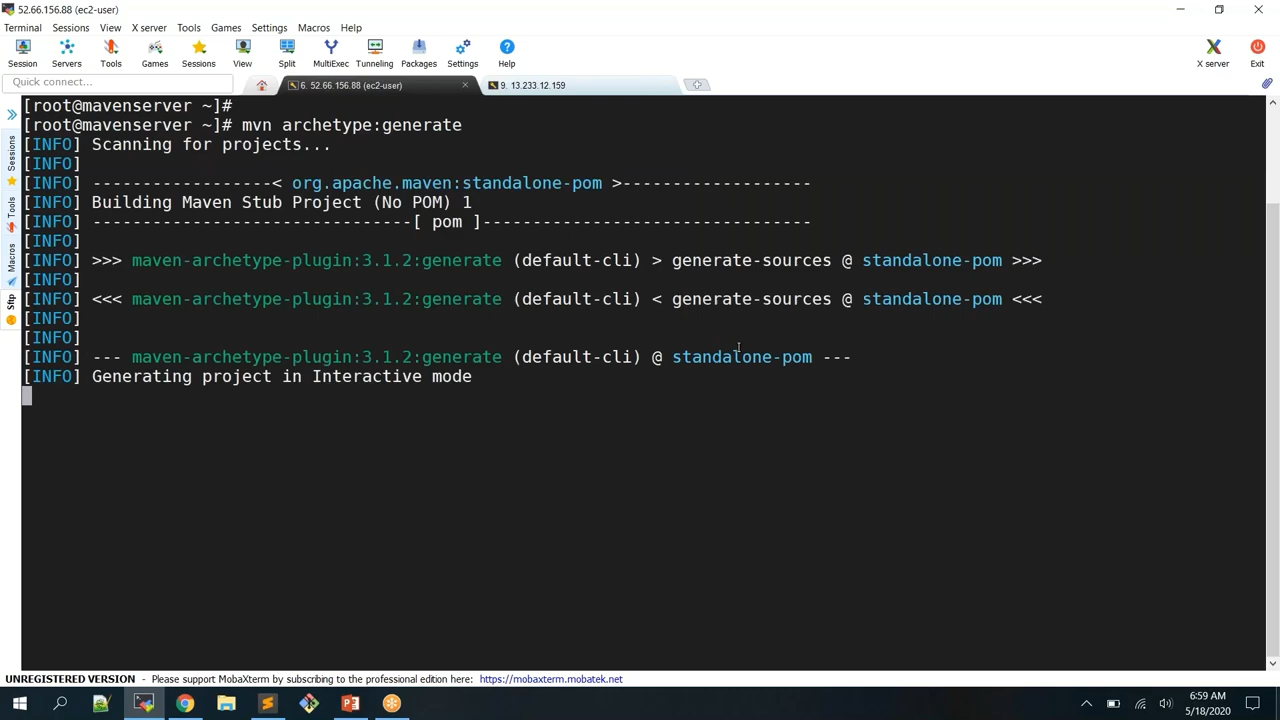 52.66.156.88 (ec2-user)
Terminal Sessions View X server Tools Games Settings Macros Help
Session Servers Tools Games Sessions View Split MultiExec Tunneling Packages Settings Help X server Exit
Quick connect...
6. 52.66.156.88 (ec2-user)
9. 13.233.12.159
Sessions
Tools
Macros
Sftp
[root@mavenserver ~]#
[root@mavenserver ~]# mvn archetype:generate
[INFO] Scanning for projects...
[INFO]
[INFO] ------------------< org.apache.maven:standalone-pom >-------------------
[INFO] Building Maven Stub Project (No POM) 1
[INFO] --------------------------------[ pom ]---------------------------------
[INFO]
[INFO] >>> maven-archetype-plugin:3.1.2:generate (default-cli) > generate-sources @ standalone-pom >>>
[INFO]
[INFO] <<< maven-archetype-plugin:3.1.2:generate (default-cli) < generate-sources @ standalone-pom <<<
[INFO]
[INFO]
[INFO] --- maven-archetype-plugin:3.1.2:generate (default-cli) @ standalone-pom ---
[INFO] Generating project in Interactive mode
UNREGISTERED VERSION - Please support MobaXterm by subscribing to the professional edition here: https://mobaxterm.mobatek.net
6:59 AM
5/18/2020